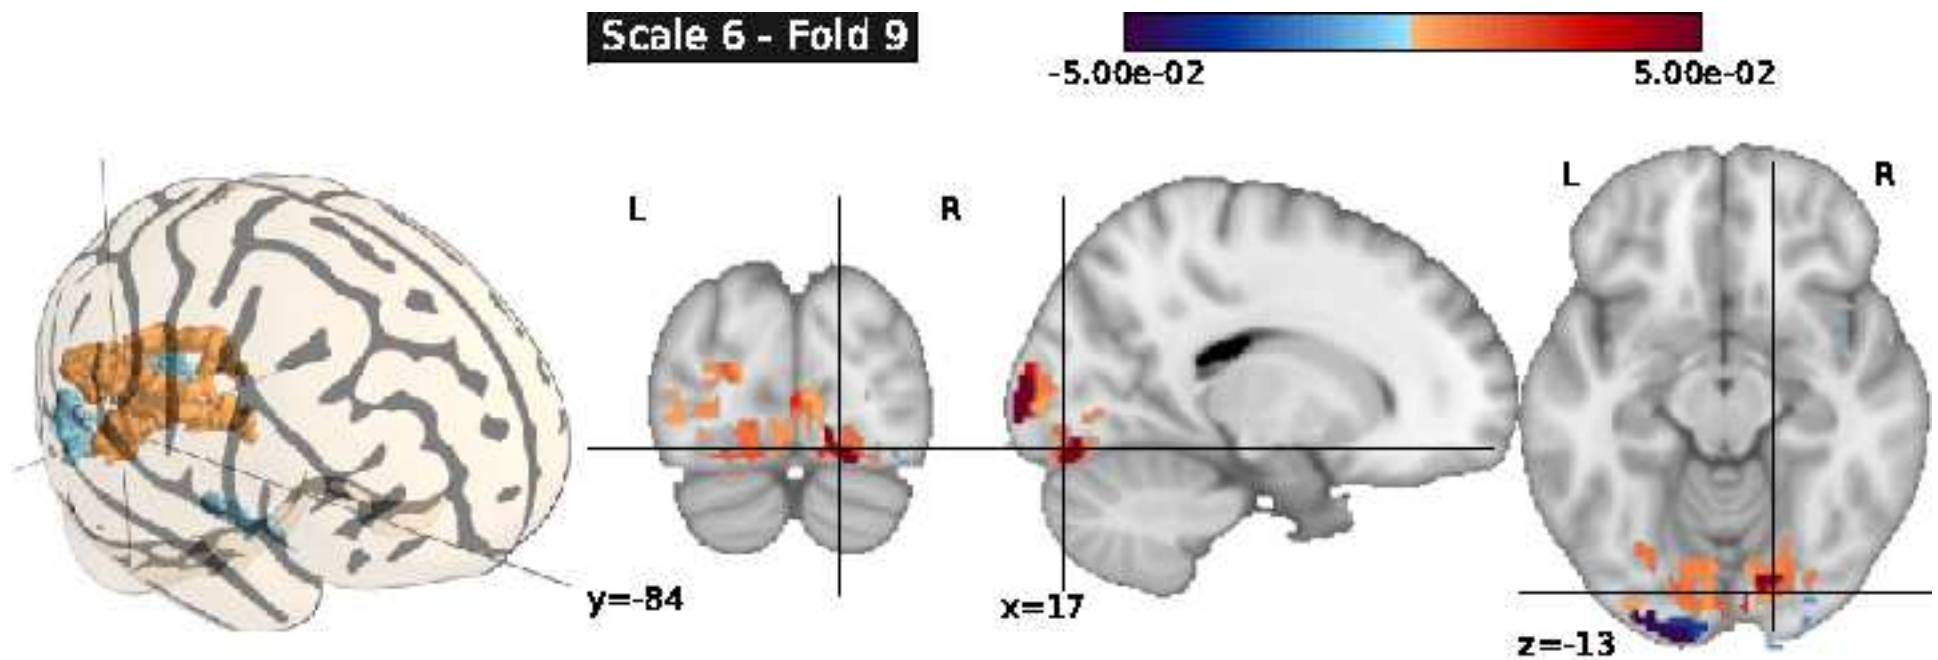 Scale 6 - Fold 9
-5.00e-02 5.00e-02
L R
L R
y=-84
x=17
z=-13